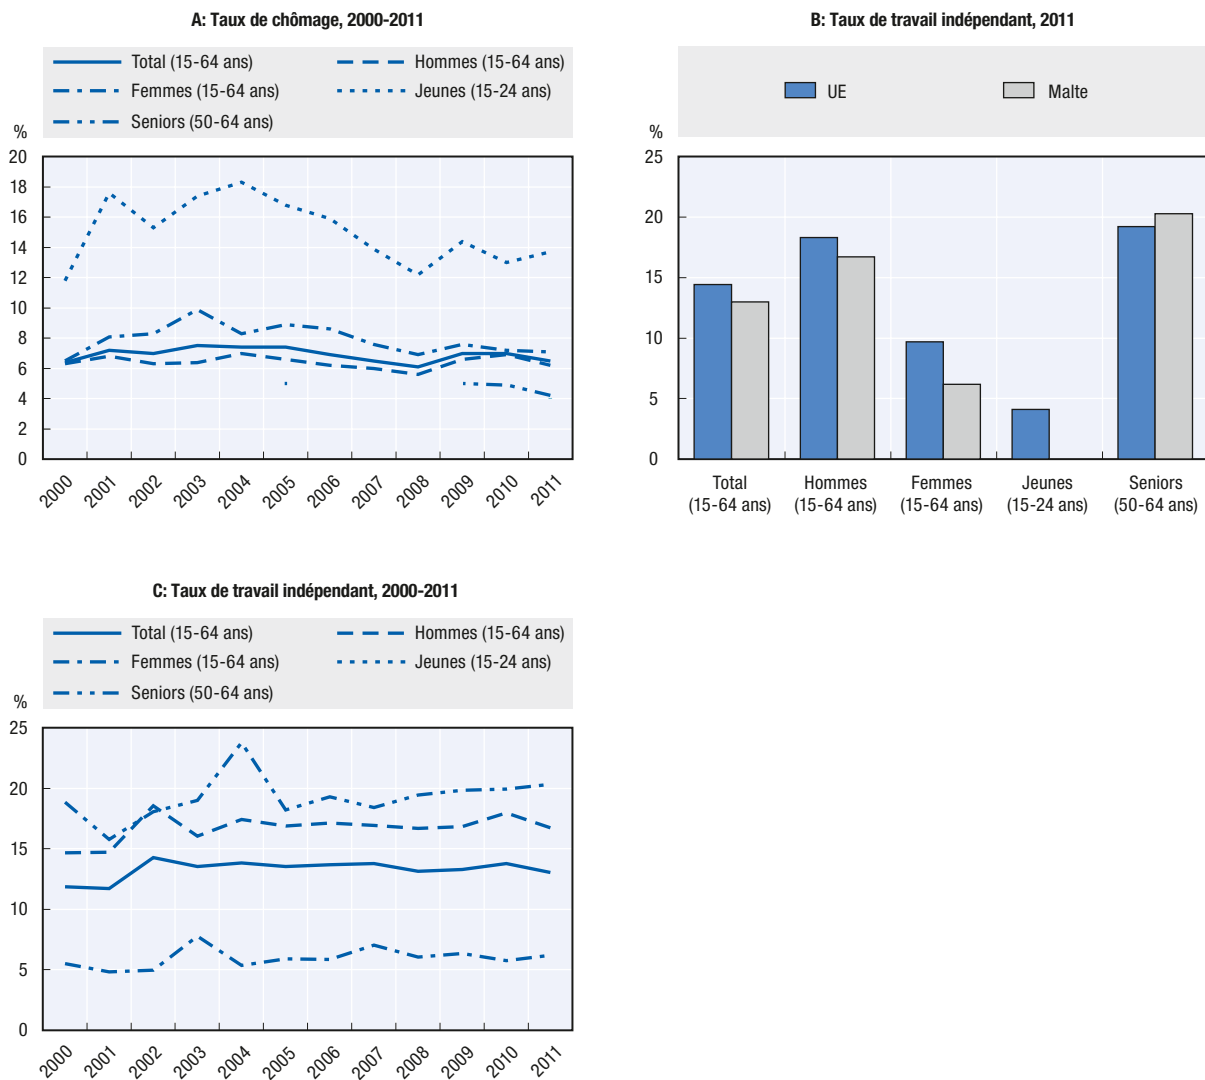 A: Taux de chômage, 2000-2011
Total (15-64 ans)
Hommes (15-64 ans)
Femmes (15-64 ans)
Jeunes (15-24 ans)
Seniors (50-64 ans)
%
20
18
16
14
12
10
8
6
4
2
0
2000
2001
2002
2003
2004
2005
2006
2007
2008
2009
2010
2011
B: Taux de travail indépendant, 2011
UE
Malte
%
25
20
15
10
5
0
Total
(15-64 ans)
Hommes
(15-64 ans)
Femmes
(15-64 ans)
Jeunes
(15-24 ans)
Seniors
(50-64 ans)
C: Taux de travail indépendant, 2000-2011
Total (15-64 ans)
Hommes (15-64 ans)
Femmes (15-64 ans)
Jeunes (15-24 ans)
Seniors (50-64 ans)
%
25
20
15
10
5
0
2000
2001
2002
2003
2004
2005
2006
2007
2008
2009
2010
2011